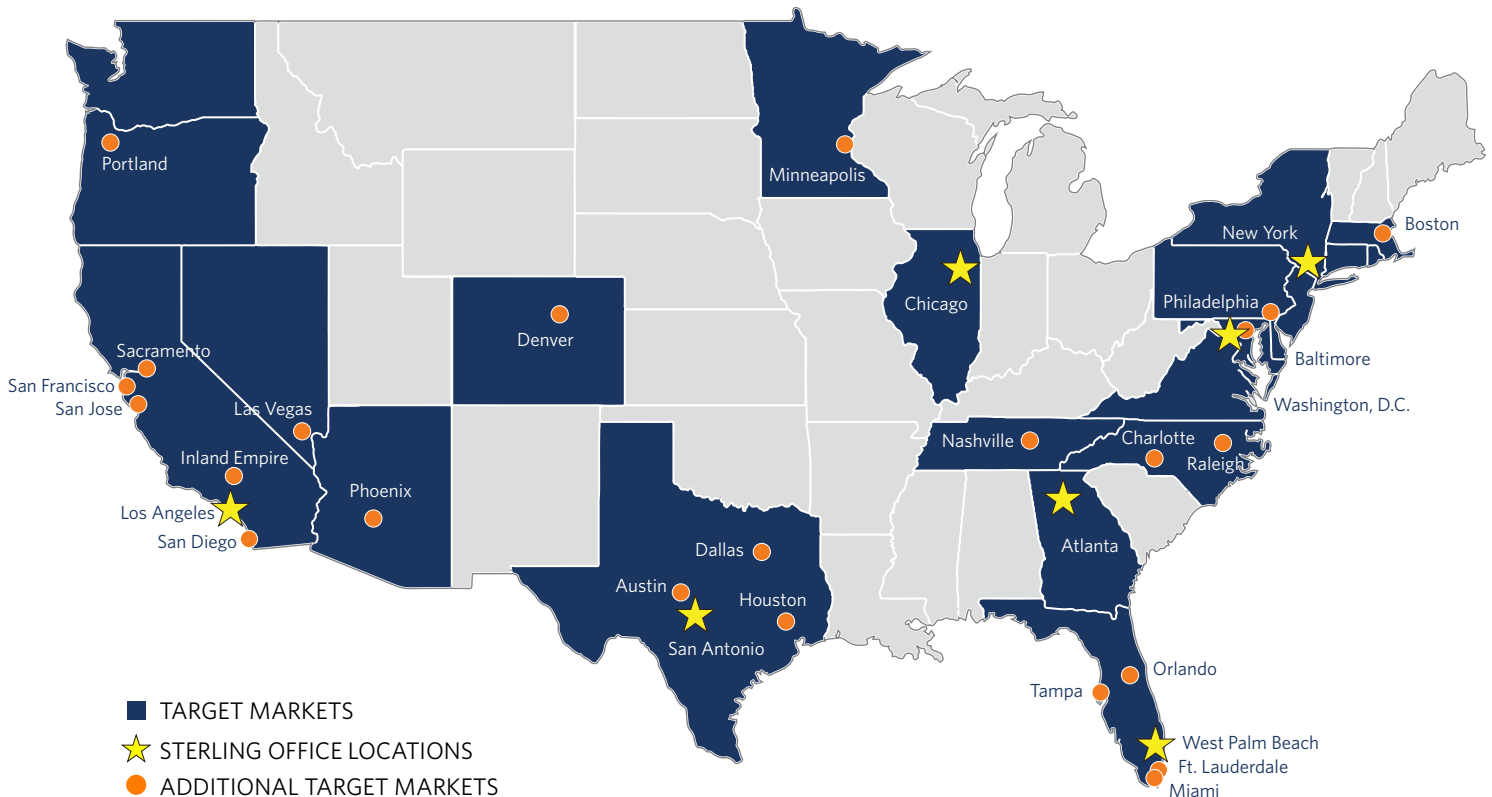 Portland
Minneapolis
Boston
New York
Chicago
Philadelphia
Denver
Sacramento
Baltimore
San Francisco
San Jose
Washington, D.C.
Las Vegas
Nashville
Charlotte
Raleigh
Inland Empire
Phoenix
Los Angeles
San Diego
Atlanta
Dallas
Austin
Houston
San Antonio
Orlando
Tampa
West Palm Beach
Ft. Lauderdale
Miami
TARGET MARKETS
STERLING OFFICE LOCATIONS
ADDITIONAL TARGET MARKETS